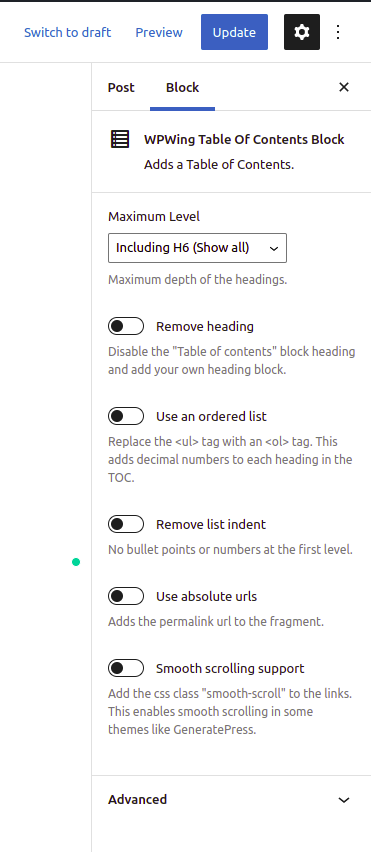 Switch to draft Preview Update
Post Block
WPWing Table Of Contents Block
Adds a Table of Contents.
Maximum Level
Including H6 (Show all)
Maximum depth of the headings.
Remove heading
Disable the "Table of contents" block heading
and add your own heading block.
Use an ordered list
Replace the <ul> tag with an <ol> tag. This
adds decimal numbers to each heading in the
TOC.
Remove list indent
No bullet points or numbers at the first level.
Use absolute urls
Adds the permalink url to the fragment.
Smooth scrolling support
Add the css class "smooth-scroll" to the links.
This enables smooth scrolling in some
themes like GeneratePress.
Advanced